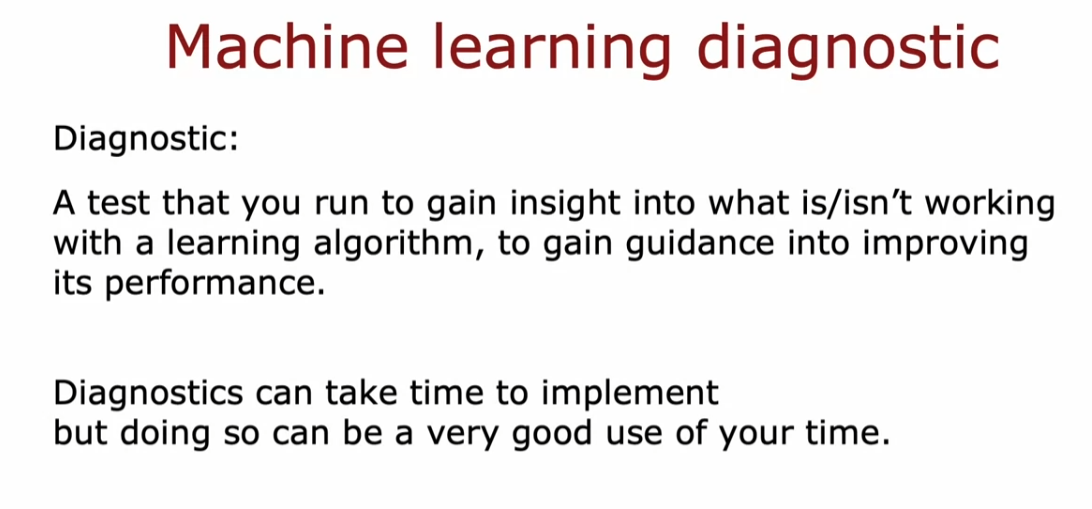 Machine learning diagnostic
Diagnostic:
A test that you run to gain insight into what is/isn’t working
with a learning algorithm, to gain guidance into improving
its performance.
Diagnostics can take time to implement
but doing so can be a very good use of your time.